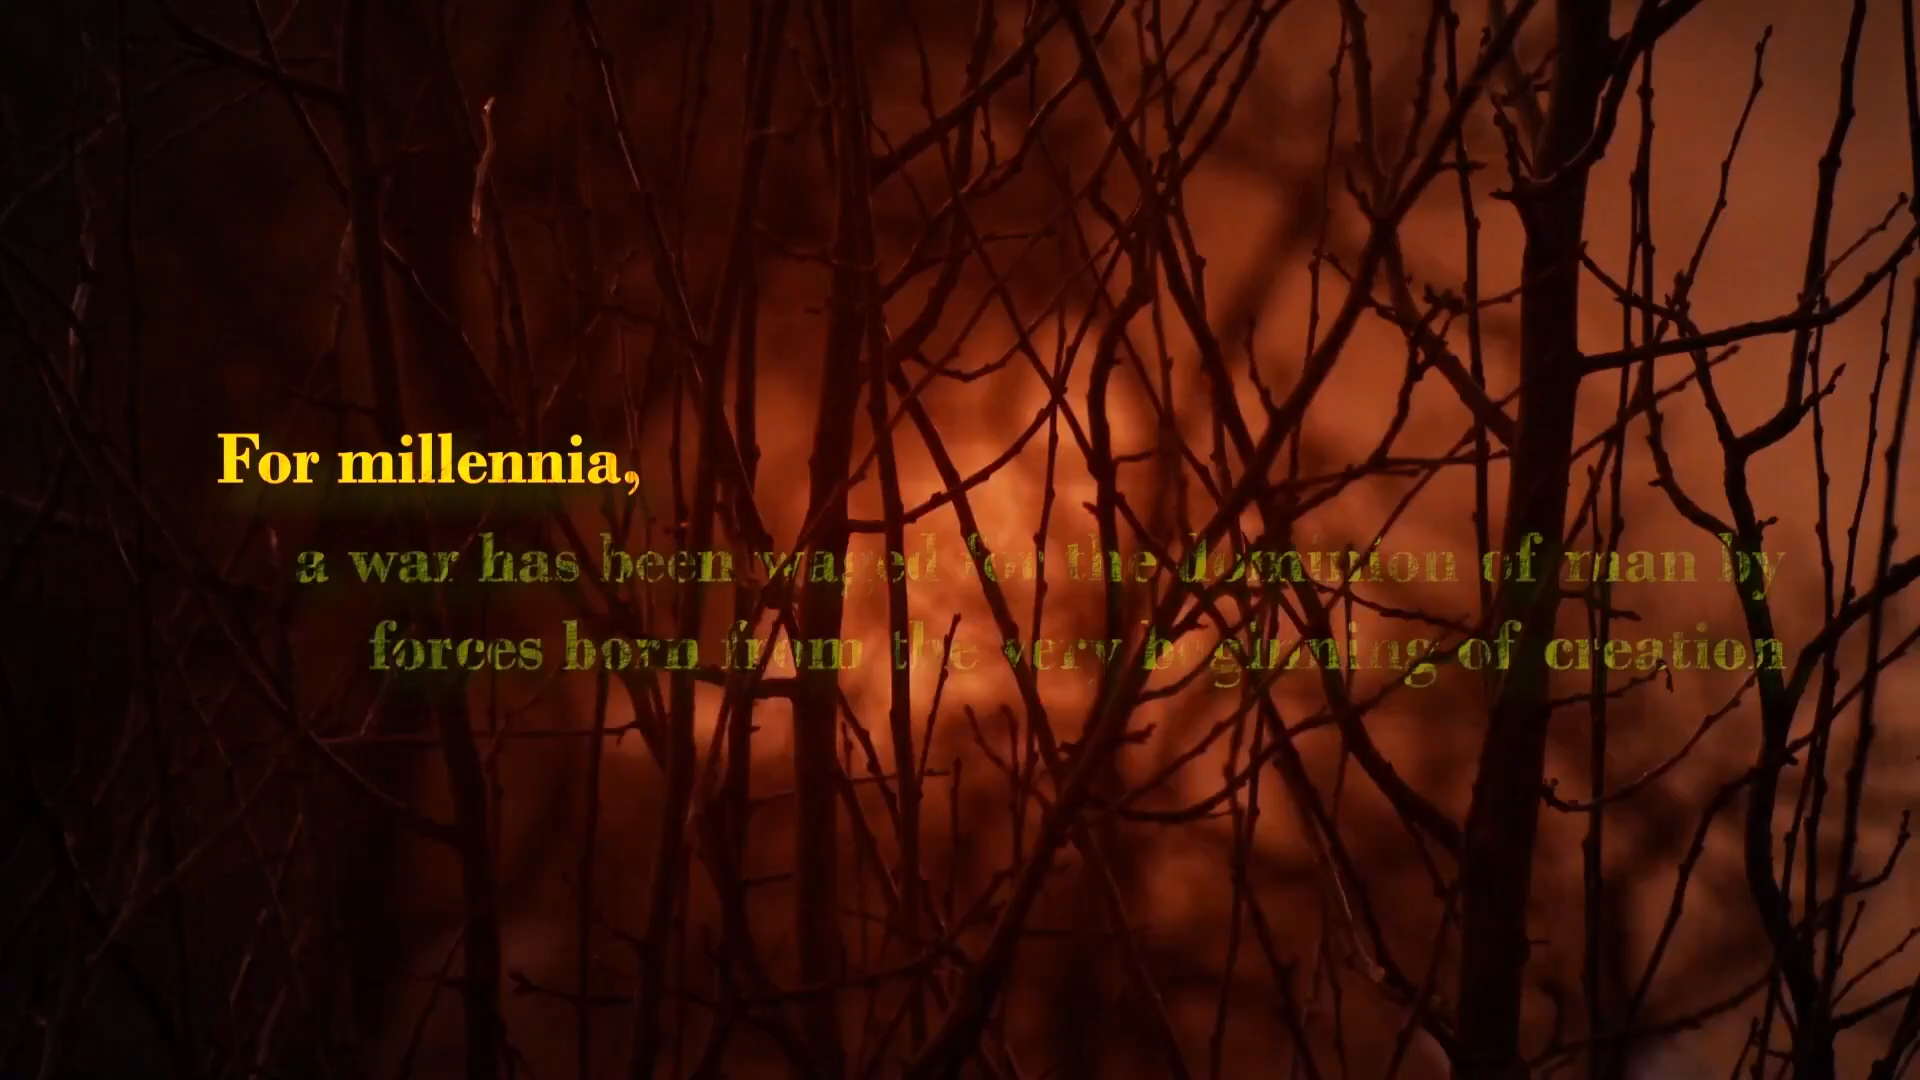 For millennia,
a war has been waged for the dominion of man by
forces born from the very beginning of creation